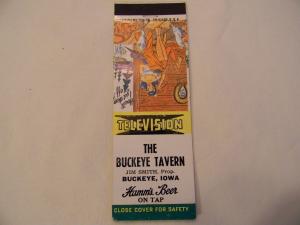 TELEVISION
THE
BUCKEYE TAVERN
JIM SMITH, Prop.
BUCKEYE, IOWA
Hamm's Beer
ON TAP
CLOSE COVER FOR SAFETY